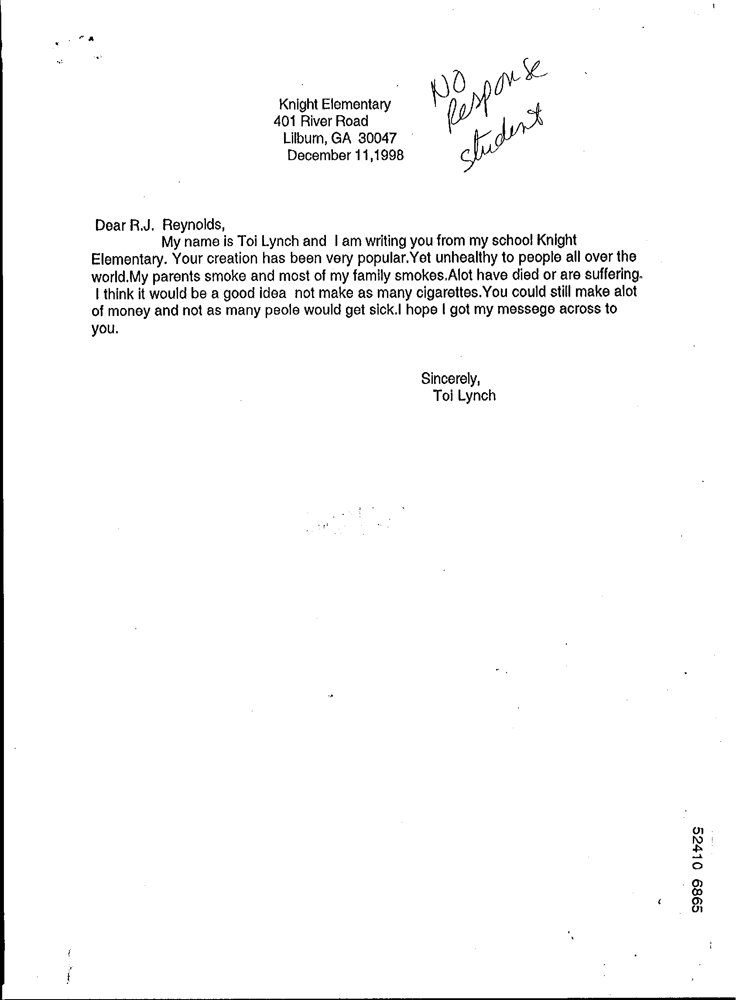 Knight Elementary
401 River Road
Lilburn, GA 30047
December 11,1998
NO
Response
student
Dear R.J. Reynolds,
My name is Toi Lynch and I am writing you from my school Knight
Elementary. Your creation has been very popular.Yet unhealthy to people all over the
world.My parents smoke and most of my family smokes.Alot have died or are suffering.
I think it would be a good idea not make as many cigarettes.You could still make alot
of money and not as many peole would get sick.I hope I got my messege across to
you.
Sincerely,
Toi Lynch
52410 6865